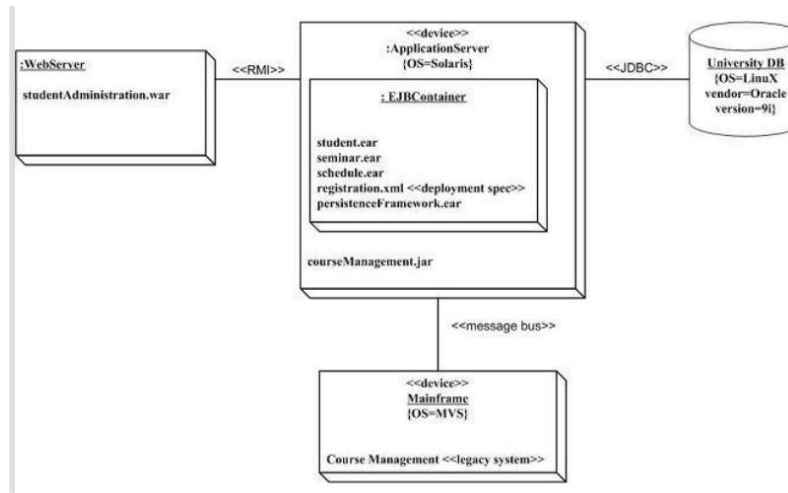 :WebServer
studentAdministration.war
<<RMI>>
<<device>>
:ApplicationServer
{OS=Solaris}
: EJBContainer
student.ear
seminar.ear
schedule.ear
registration.xml <<deployment spec>>
persistenceFramework.ear
courseManagement.jar
<<JDBC>>
University DB
{OS=LinuX
vendor=Oracle
version=9i}
<<message bus>>
<<device>>
Mainframe
{OS=MVS}
Course Management <<legacy system>>